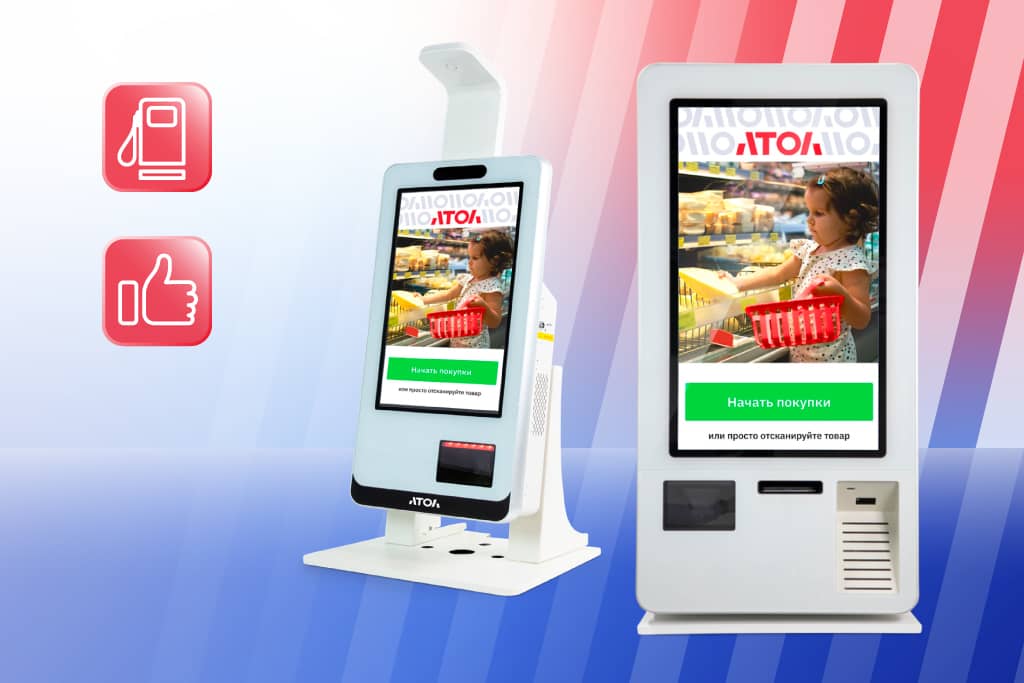 АТОЛ
Начать покупки
или просто отсканируйте товар
АТОЛ
АТОЛ
Начать покупки
или просто отсканируйте товар